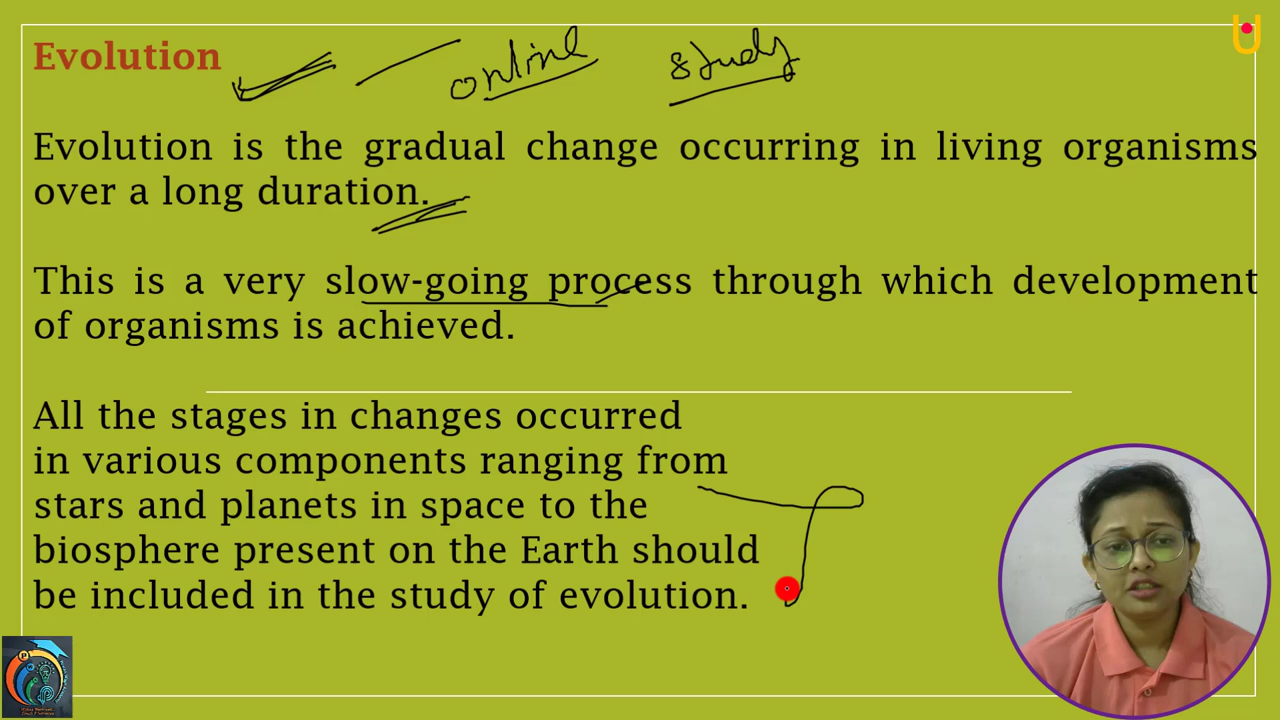 Evolution
online study
Evolution is the gradual change occurring in living organisms
over a long duration.
This is a very slow-going process through which development
of organisms is achieved.
All the stages in changes occurred
in various components ranging from
stars and planets in space to the
biosphere present on the Earth should
be included in the study of evolution.